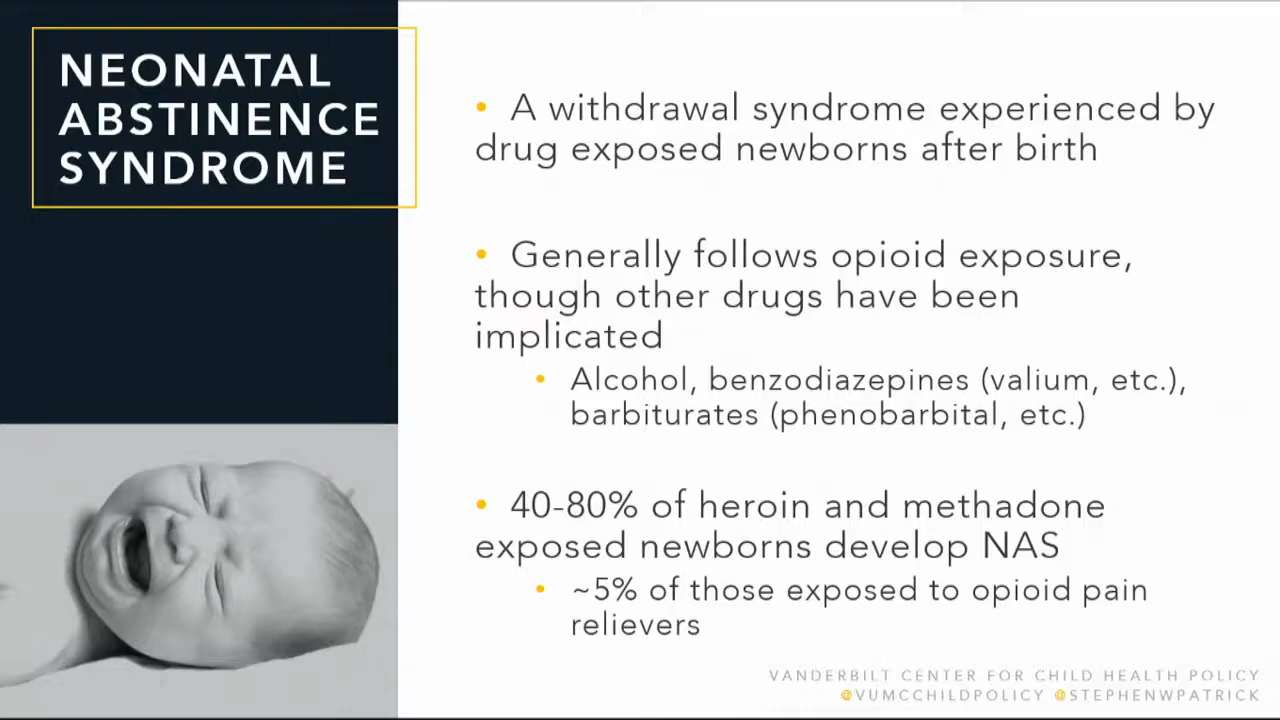 NEONATAL
ABSTINENCE
SYNDROME
• A withdrawal syndrome experienced by
drug exposed newborns after birth
• Generally follows opioid exposure,
though other drugs have been
implicated
• Alcohol, benzodiazepines (valium, etc.),
barbiturates (phenobarbital, etc.)
• 40-80% of heroin and methadone
exposed newborns develop NAS
• ~5% of those exposed to opioid pain
relievers
VANDERBILT CENTER FOR CHILD HEALTH POLICY
@VUMCCHILDPOLICY @STEPHENWPATRICK